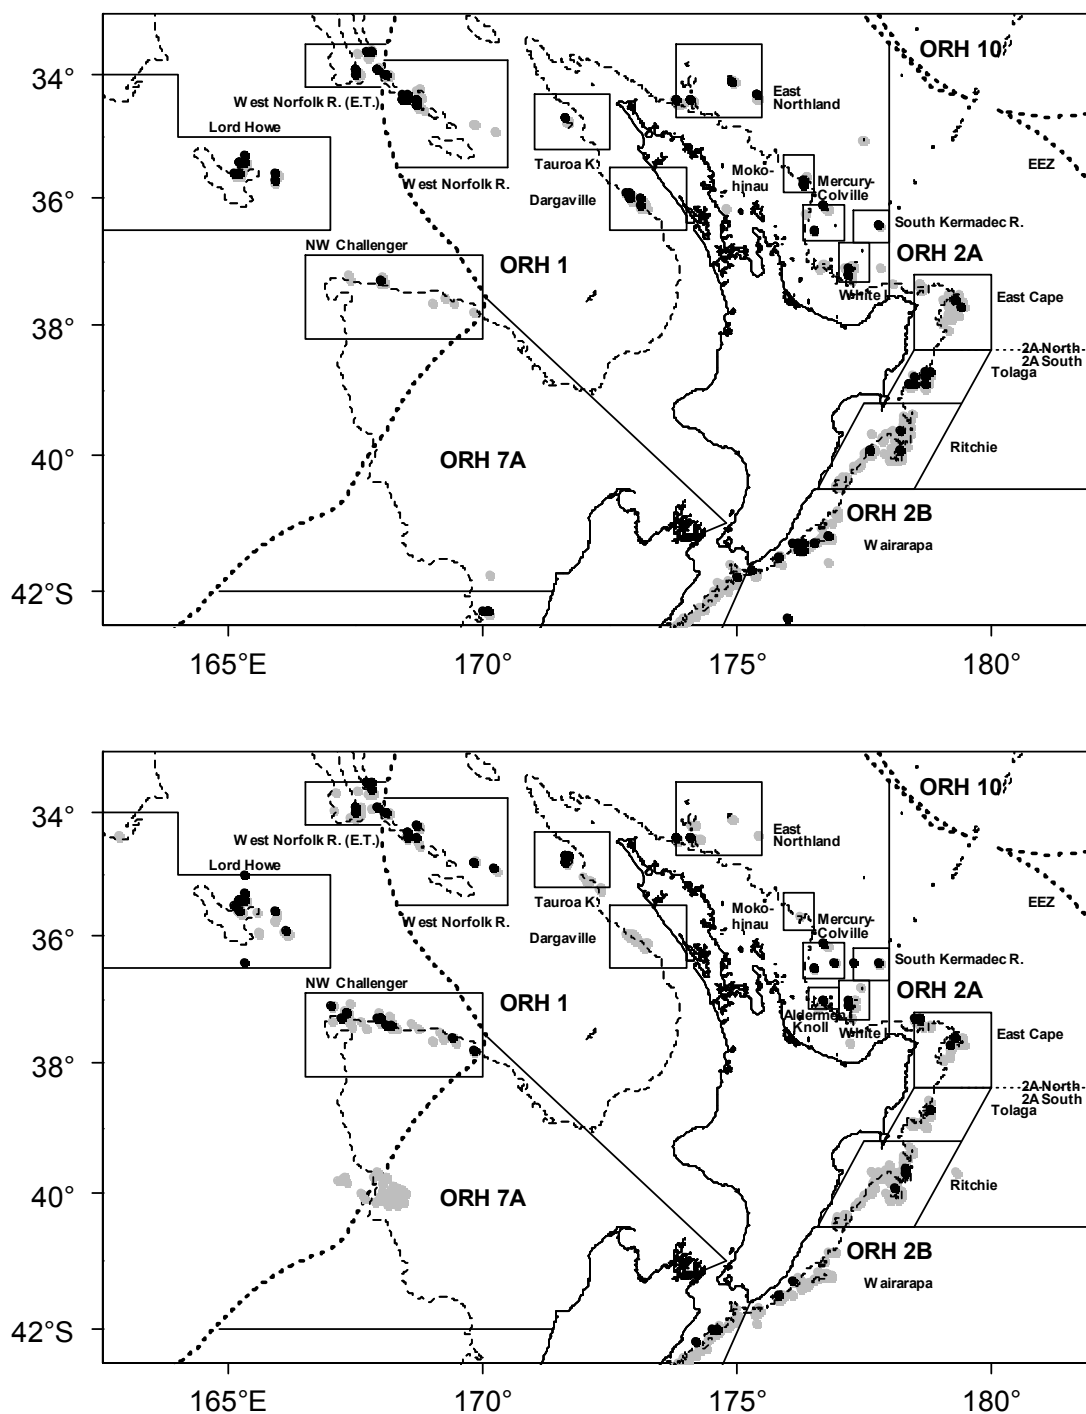 ORH 10
34°
West Norfolk R. (E.T.)
East
Northland
Lord Howe
EEZ
Tauroa K.
Moko-
hinau
West Norfolk R.
Mercury-
Colville
36°
Dargaville
South Kermadec R.
NW Challenger
ORH 1
ORH 2A
White I.
East Cape
38°
2A North
2A South
Tolaga
40°
ORH 7A
Ritchie
ORH 2B
Wairarapa
42°S
165°E
170°
175°
180°
ORH 10
34°
West Norfolk R. (E.T.)
East
Northland
Lord Howe
EEZ
Tauroa K.
Moko-
hinau
West Norfolk R.
Mercury-
Colville
36°
Dargaville
South Kermadec R.
NW Challenger
ORH 1
ORH 2A
Aldermen
Knoll
White I.
East Cape
38°
2A North
2A South
Tolaga
40°
ORH 7A
Ritchie
ORH 2B
Wairarapa
42°S
165°E
170°
175°
180°